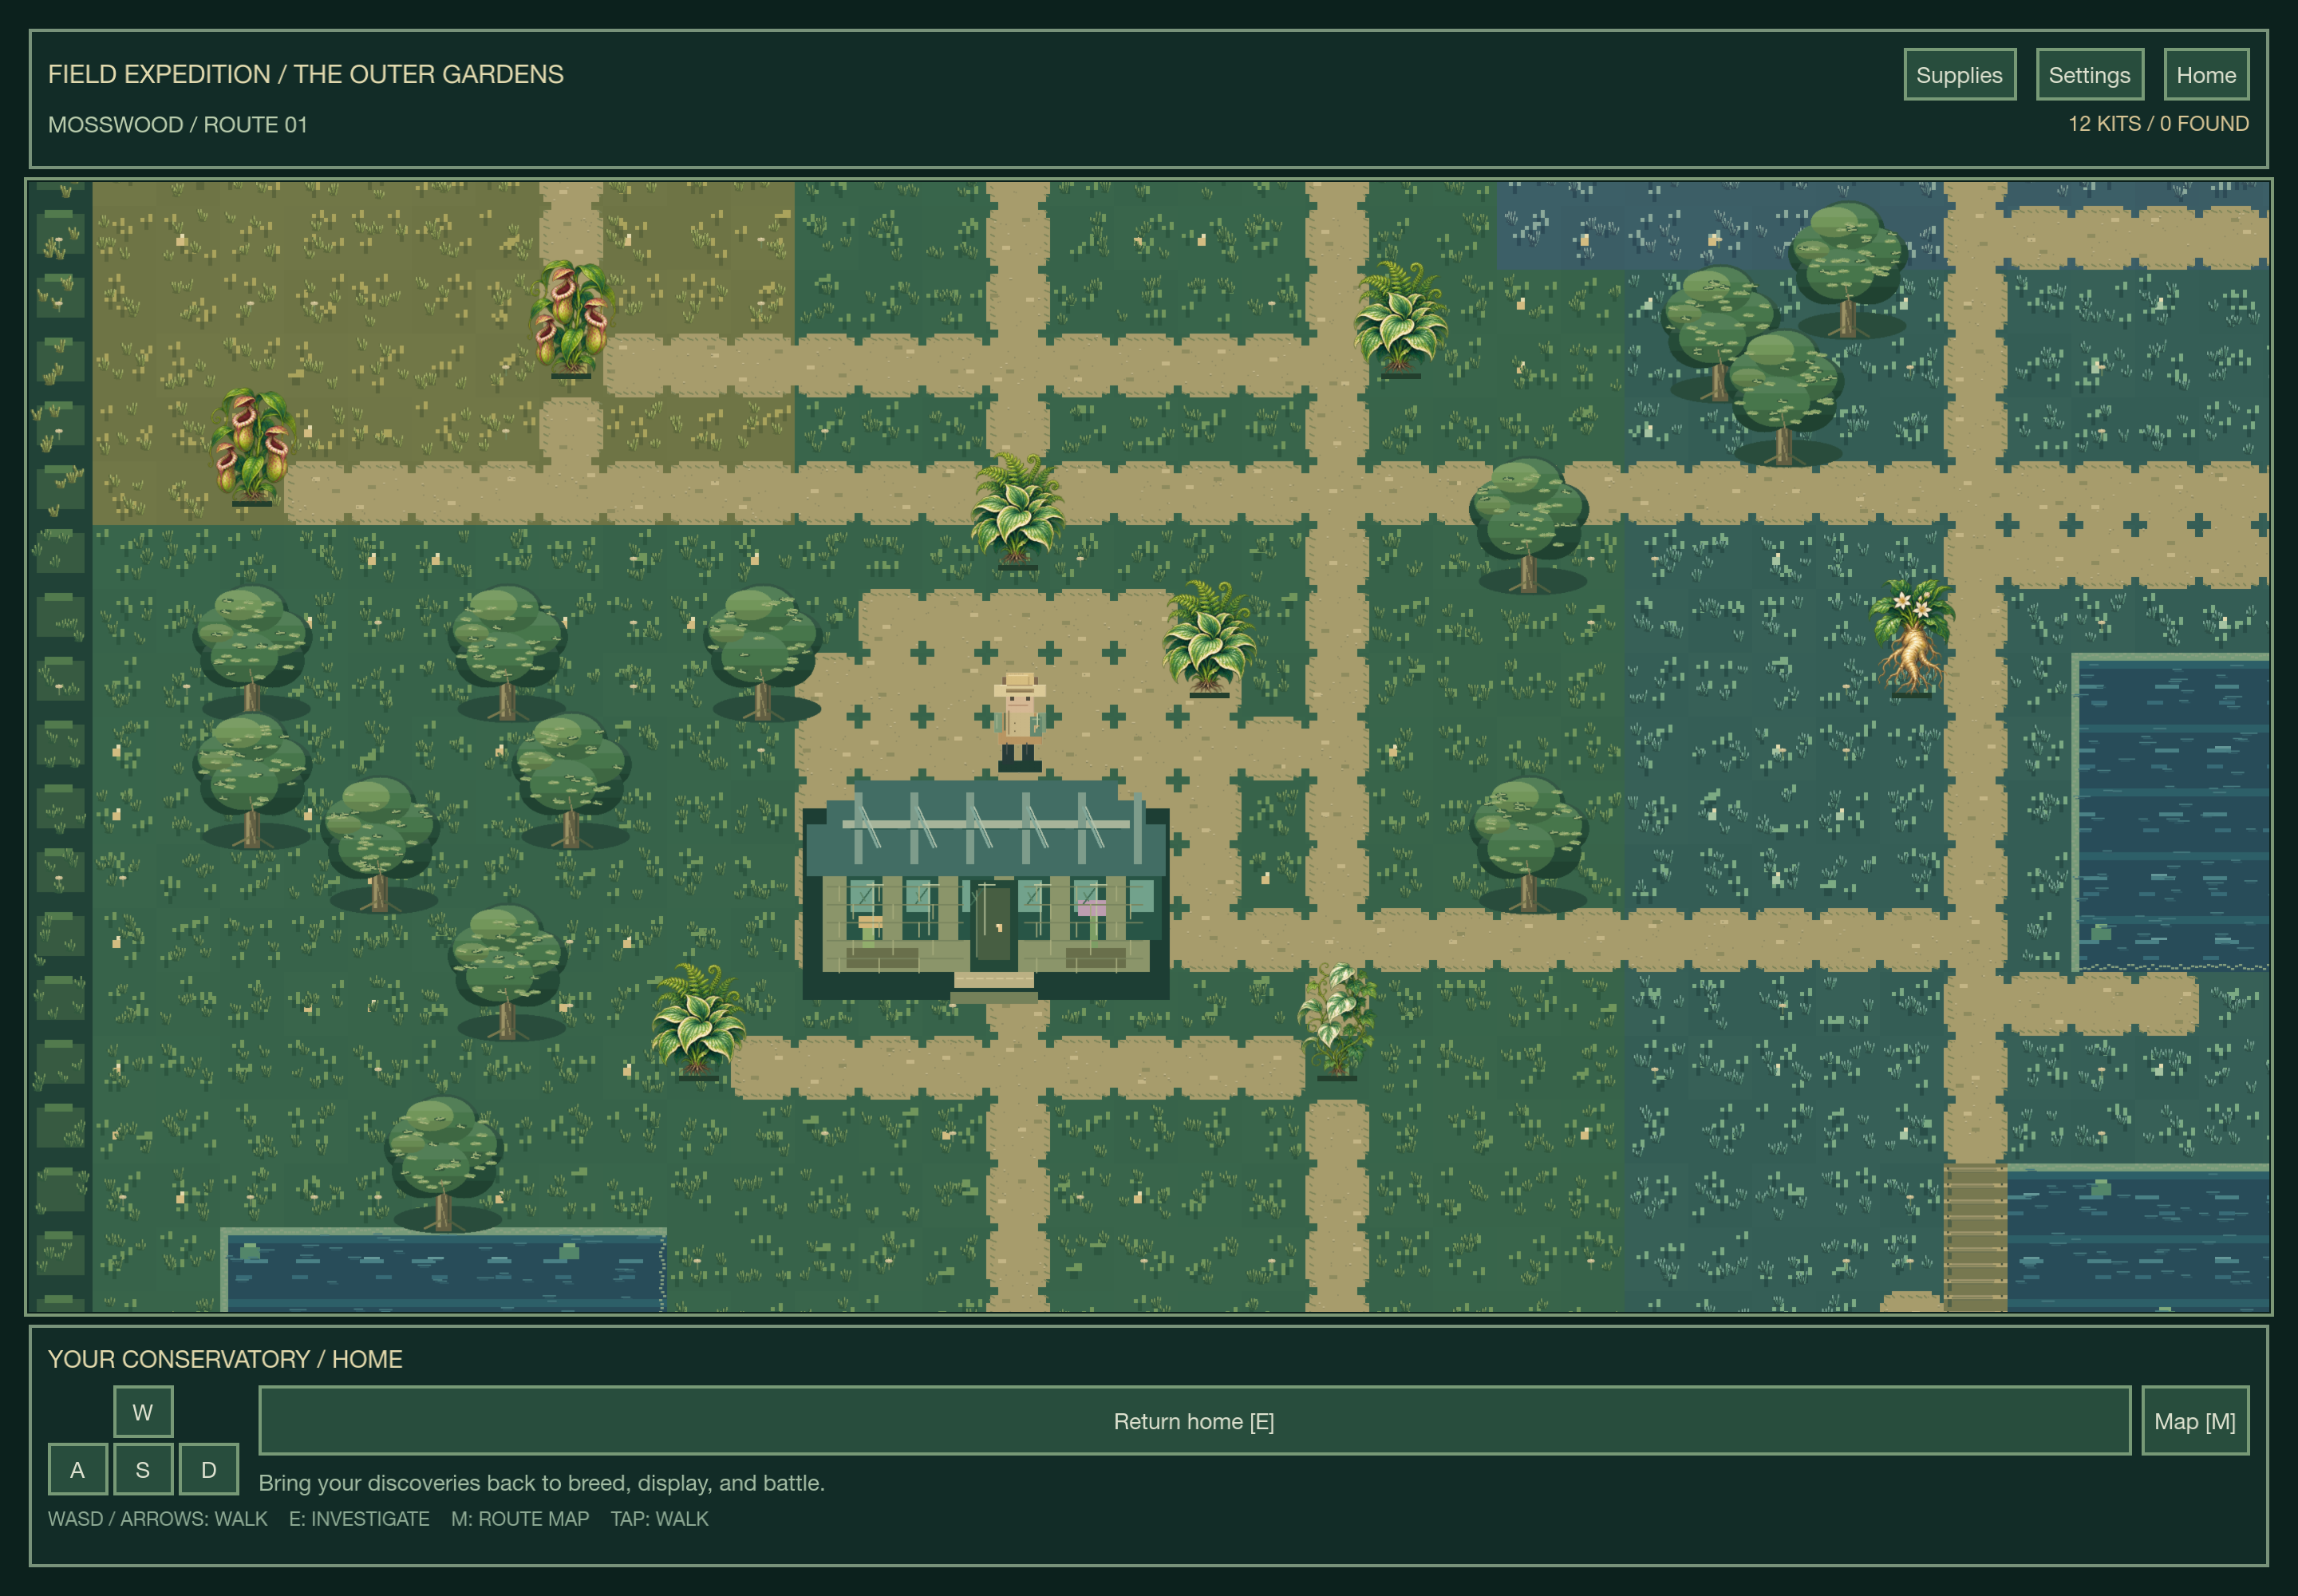 FIELD EXPEDITION / THE OUTER GARDENS
Supplies
Settings
Home
MOSSWOOD / ROUTE 01
12 KITS / 0 FOUND
YOUR CONSERVATORY / HOME
W
A
S
D
Return home [E]
Map [M]
Bring your discoveries back to breed, display, and battle.
WASD / ARROWS: WALK E: INVESTIGATE M: ROUTE MAP TAP: WALK